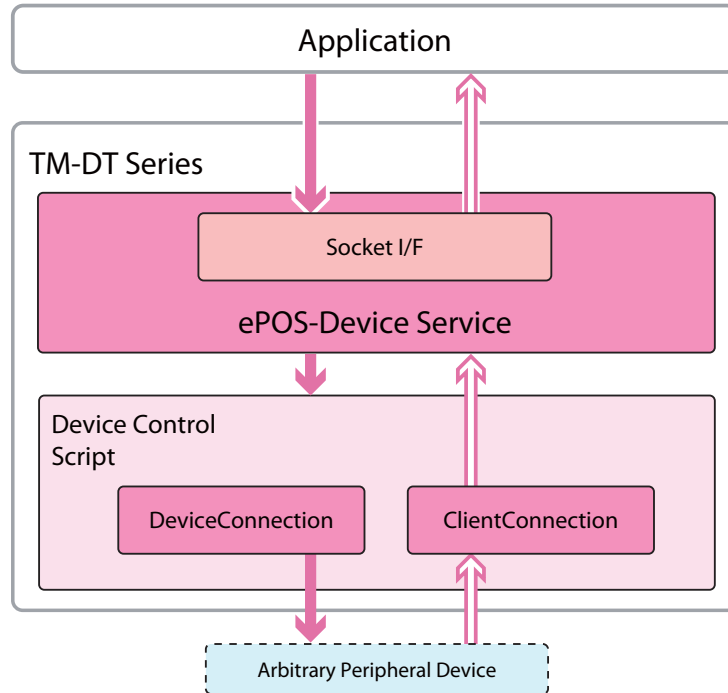 Application
TM-DT Series
Socket I/F
ePOS-Device Service
Device Control
Script
DeviceConnection
ClientConnection
Arbitrary Peripheral Device